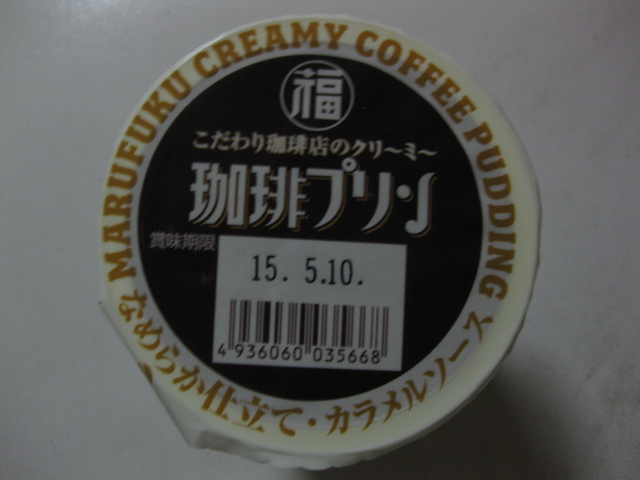 MARUFUKU CREAMY COFFEE PUDDING
福
こだわり珈琲店のクリ～ミ～
珈琲プリン
賞味期限
15. 5.10.
4 936060 035668
なめらか仕立て・カラメルソース